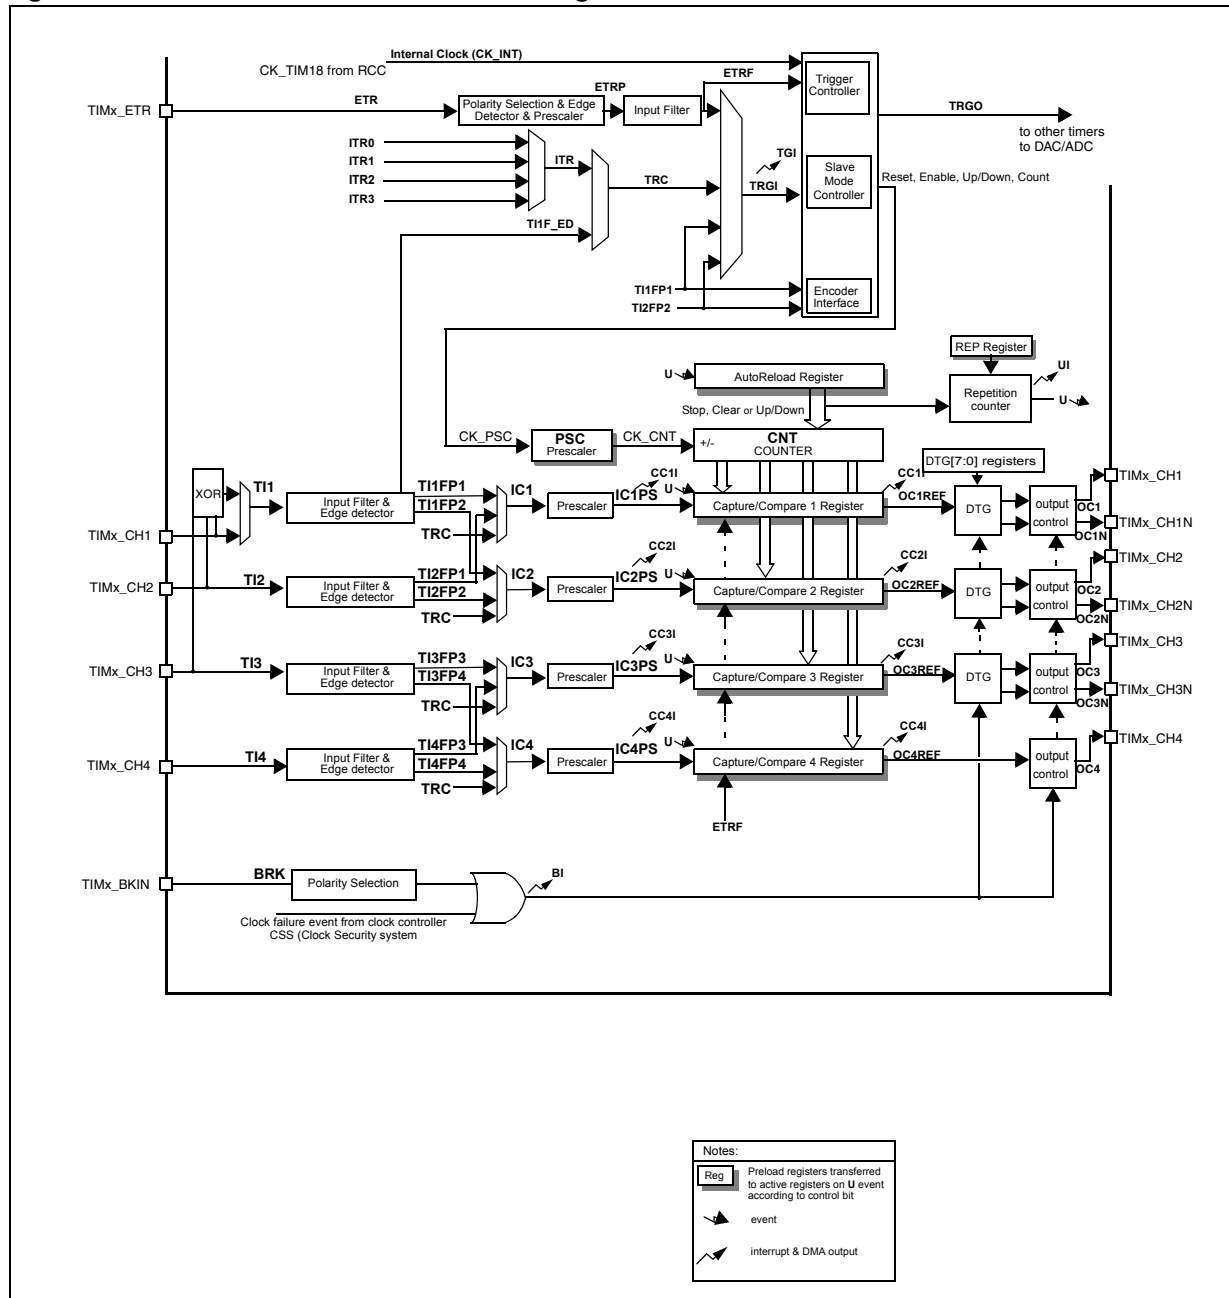 Internal Clock (CK_INT)
CK_TIM18 from RCC
TIMx_ETR
ETR
Polarity Selection & Edge
Detector & Prescaler
ETRP
Input Filter
ETRF
Trigger
Controller
TRGO
to other timers
to DAC/ADC
ITR0
ITR1
ITR2
ITR3
ITR
TRC
TI1F_ED
TGI
TRGI
Slave
Mode
Controller
Reset, Enable, Up/Down, Count
TI1FP1
TI2FP2
Encoder
Interface
REP Register
UI
U
AutoReload Register
Repetition
counter
U
Stop, Clear or Up/Down
CK_PSC
PSC
Prescaler
CK_CNT
+/-
CNT
COUNTER
DTG[7:0] registers
XOR
TI1
Input Filter &
Edge detector
TI1FP1
TI1FP2
TRC
IC1
Prescaler
IC1PS
CC1I
U
Capture/Compare 1 Register
CC1I
OC1REF
DTG
output
control
OC1
OC1N
TIMx_CH1
TIMx_CH1N
TIMx_CH1
TIMx_CH2
TI2
Input Filter &
Edge detector
TI2FP1
TI2FP2
TRC
IC2
Prescaler
IC2PS
CC2I
U
Capture/Compare 2 Register
CC2I
OC2REF
DTG
output
control
OC2
OC2N
TIMx_CH2
TIMx_CH2N
TIMx_CH3
TI3
Input Filter &
Edge detector
TI3FP3
TI3FP4
TRC
IC3
Prescaler
IC3PS
CC3I
U
Capture/Compare 3 Register
CC3I
OC3REF
DTG
output
control
OC3
OC3N
TIMx_CH3
TIMx_CH3N
TIMx_CH4
TI4
Input Filter &
Edge detector
TI4FP3
TI4FP4
TRC
IC4
Prescaler
IC4PS
CC4I
U
Capture/Compare 4 Register
CC4I
OC4REF
output
control
OC4
TIMx_CH4
ETRF
TIMx_BKIN
BRK
Polarity Selection
BI
Clock failure event from clock controller
CSS (Clock Security system
Notes:
Reg
Preload registers transferred
to active registers on U event
according to control bit
event
interrupt & DMA output